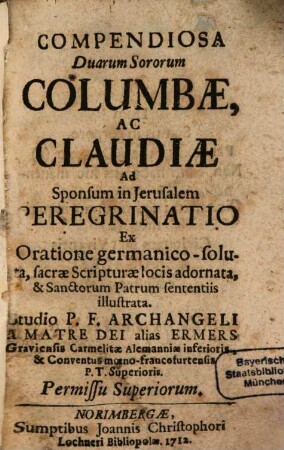 COMPENDIOSA
Duarum Sororum
COLUMBÆ,
AC
CLAUDIÆ
Ad
Sponsum in Jerusalem
PEREGRINATIO
Ex
Oratione germanico-solu-
ta, sacræ Scripturæ locis adornata,
& Sanctorum Patrum sententiis
illustrata.
Studio P. F. ARCHANGELI
A MATRE DEI alias ERMERS
Graviensis Carmelitæ Alemanniæ inferioris,
& Conventus mœno-francofurtensis
P. T. Superioris.
Permissu Superiorum.
NORIMBERGÆ,
Sumptibus Joannis Christophori
Lochneri Bibliopolæ. 1712.
Bayerische
Staatsbibliothek
München